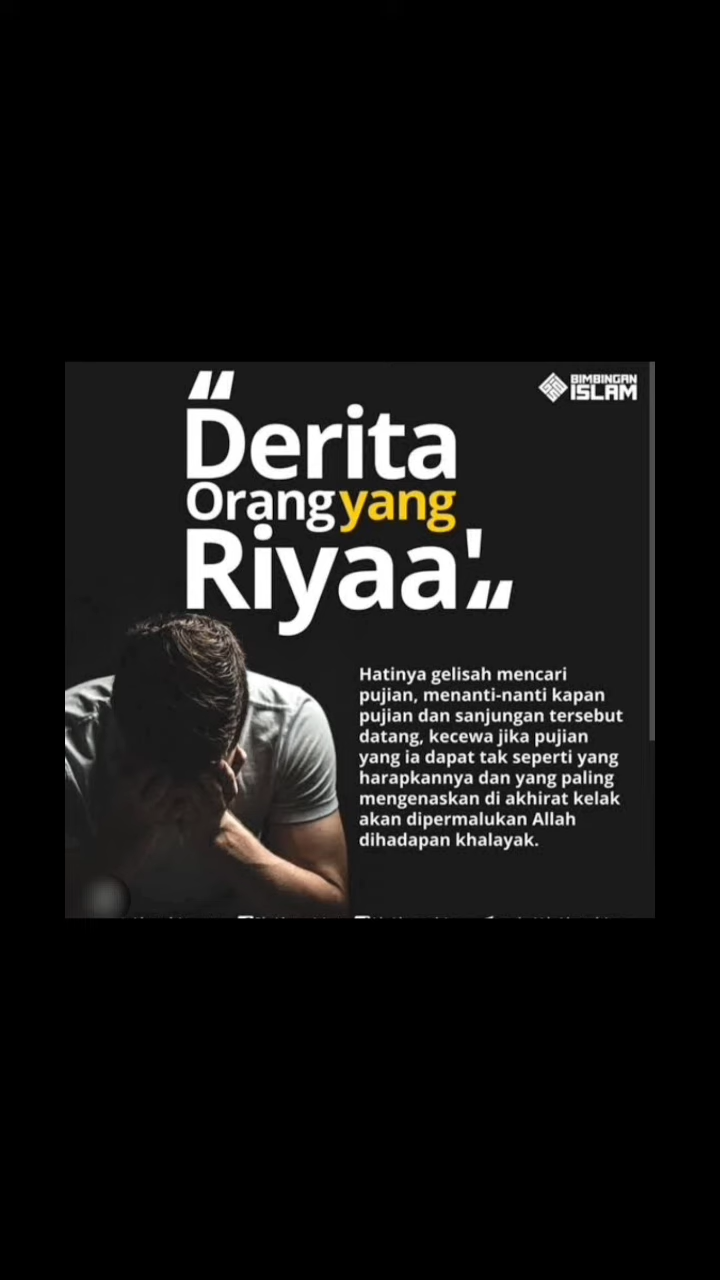 "Derita
Orang yang
Riyaa'"
BIMBINGAN
ISLAM
Hatinya gelisah mencari
pujian, menanti-nanti kapan
pujian dan sanjungan tersebut
datang, kecewa jika pujian
yang ia dapat tak seperti yang
harapkannya dan yang paling
mengenaskan di akhirat kelak
akan dipermalukan Allah
dihadapan khalayak.